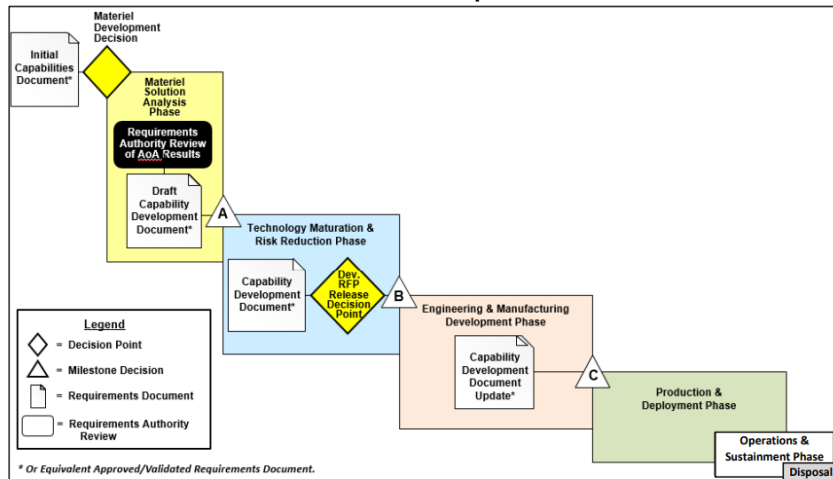 Materiel
Development
Decision
Initial
Capabilities
Document*
Materiel
Solution
Analysis
Phase
Requirements
Authority Review
of AoA Results
Draft
Capability
Development
Document*
A
Technology Maturation &
Risk Reduction Phase
Capability
Development
Document*
Dev.
RFP
Release
Decision
Point
B
Engineering & Manufacturing
Development Phase
Capability
Development
Document
Update*
C
Production &
Deployment Phase
Operations &
Sustainment Phase
Disposal
Legend
= Decision Point
= Milestone Decision
= Requirements Document
= Requirements Authority
Review
* Or Equivalent Approved/Validated Requirements Document.